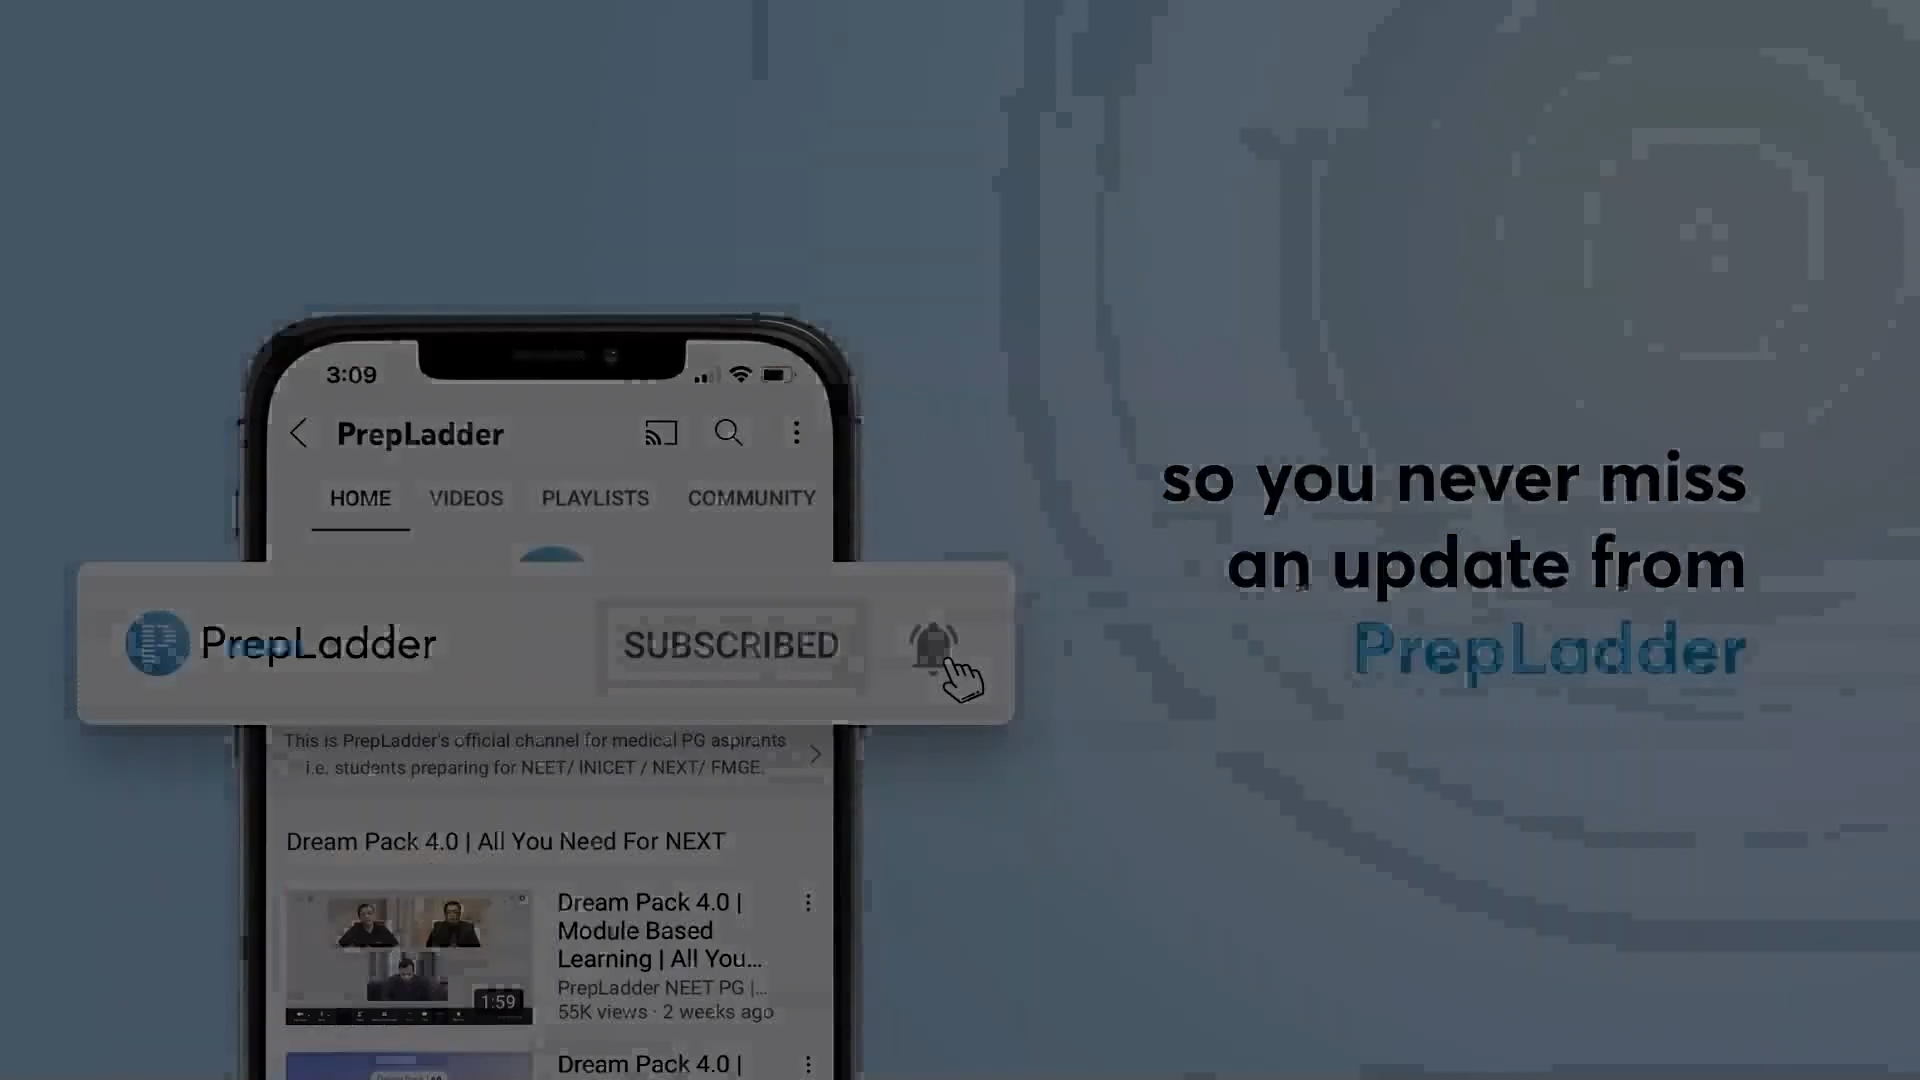 3:09
PrepLadder
HOME VIDEOS PLAYLISTS COMMUNITY
PrepLadder SUBSCRIBED
This is PrepLadder's official channel for medical PG aspirants
i.e. students preparing for NEET/ INICET / NEXT/ FMGE.
Dream Pack 4.0 | All You Need For NEXT
Dream Pack 4.0 |
Module Based
Learning | All You...
PrepLadder NEET PG |...
55K views · 2 weeks ago
1:59
Dream Pack 4.0 |
so you never miss
an update from
PrepLadder